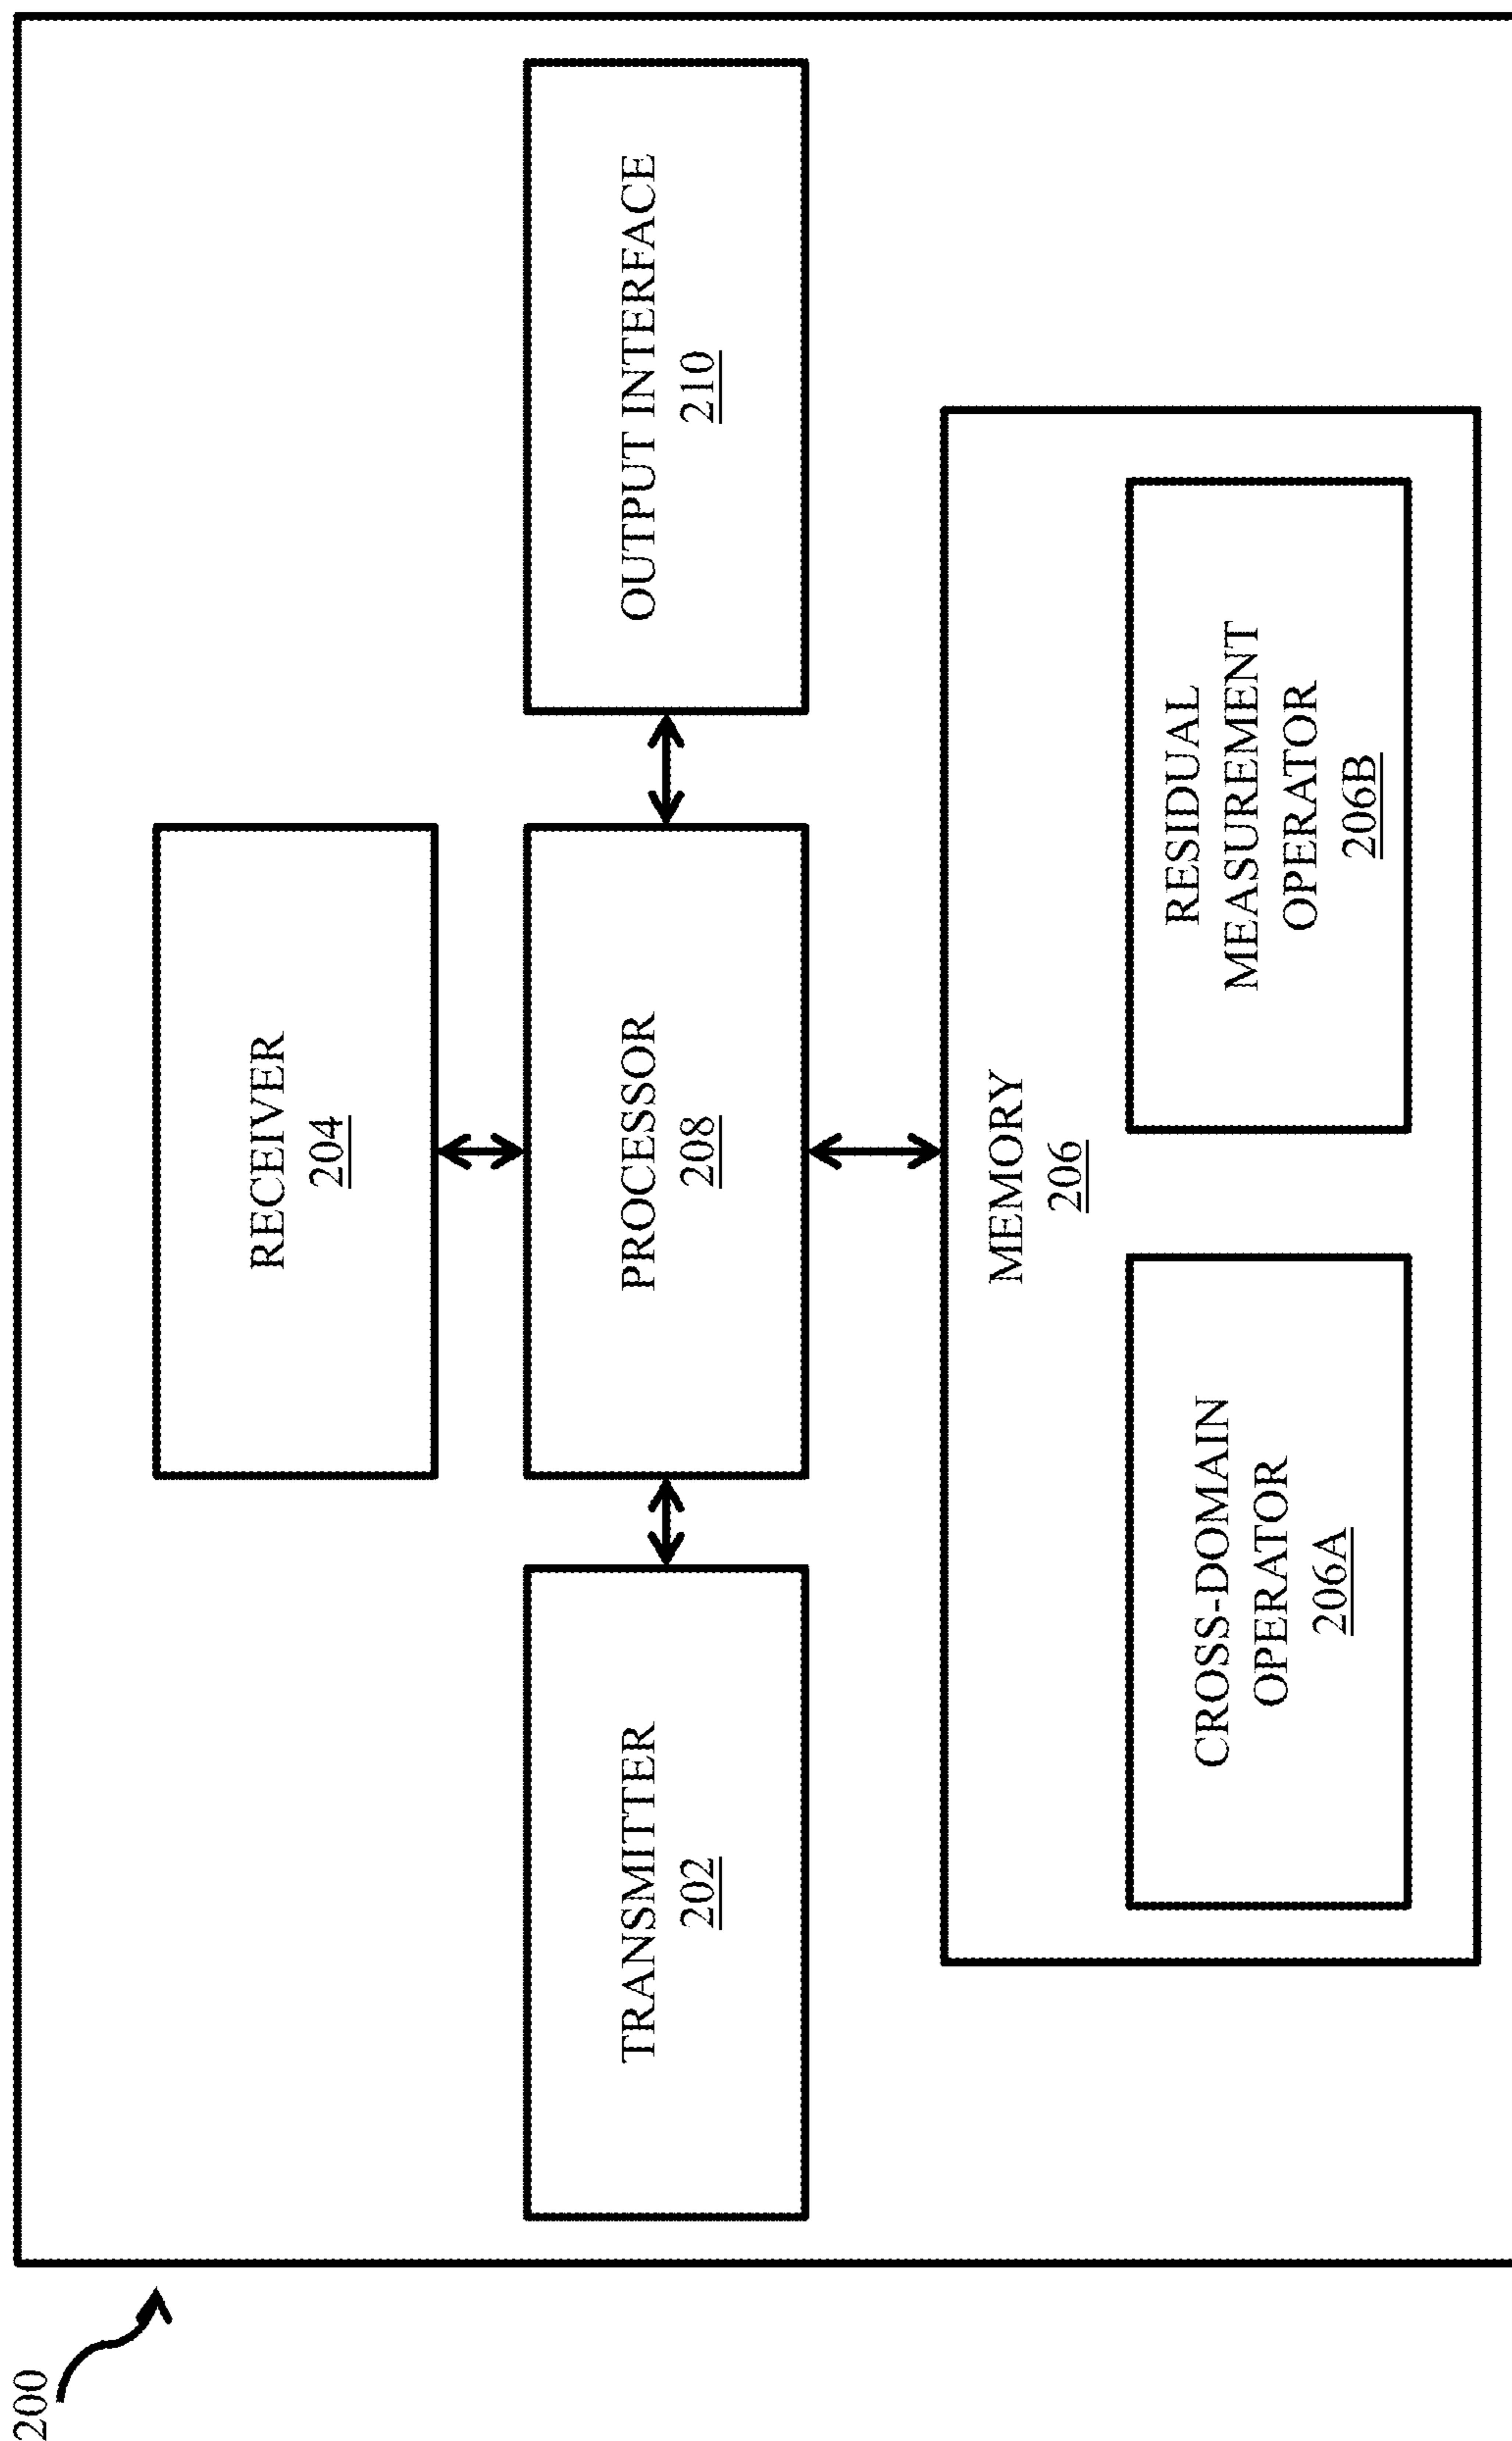 200
RECEIVER
204
TRANSMITTER
202
PROCESSOR
208
OUTPUT INTERFACE
210
MEMORY
206
CROSS-DOMAIN
OPERATOR
206A
RESIDUAL
MEASUREMENT
OPERATOR
206B